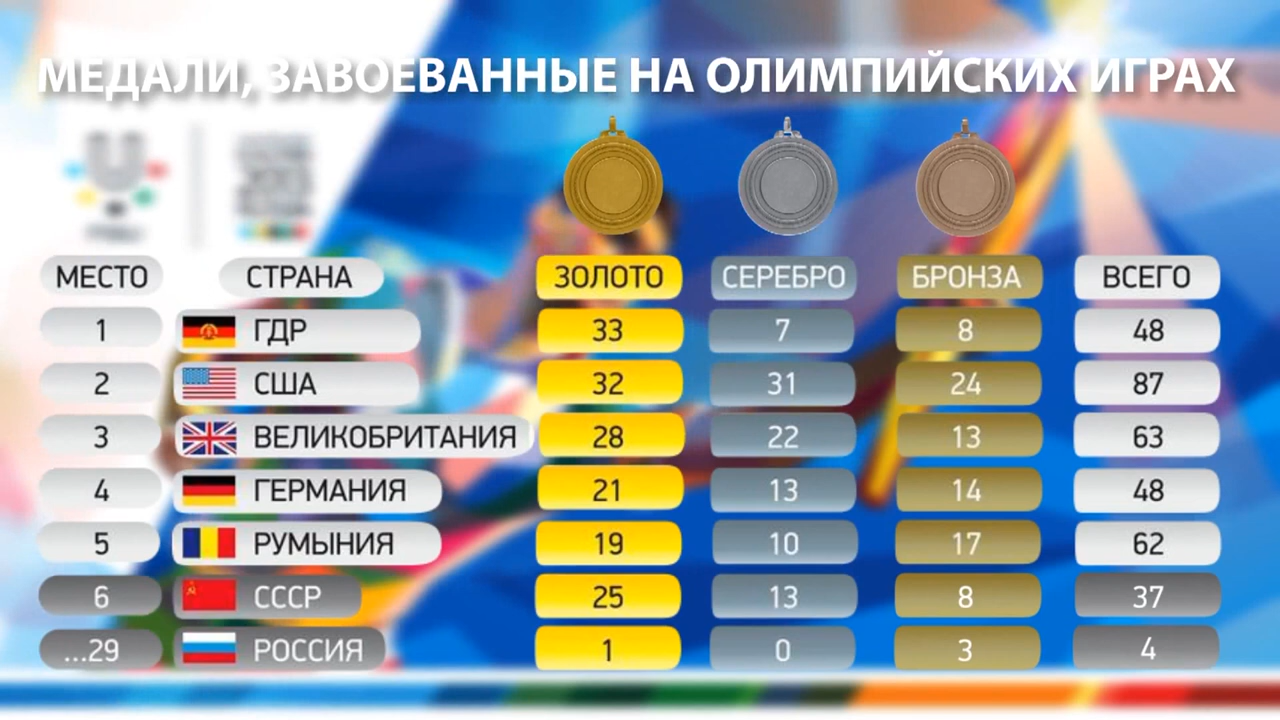 МЕДАЛИ, ЗАВОЕВАННЫЕ НА ОЛИМПИЙСКИХ ИГРАХ
МЕСТО СТРАНА ЗОЛОТО СЕРЕБРО БРОНЗА ВСЕГО
1 ГДР 33 7 8 48
2 США 32 31 24 87
3 ВЕЛИКОБРИТАНИЯ 28 22 13 63
4 ГЕРМАНИЯ 21 13 14 48
5 РУМЫНИЯ 19 10 17 62
6 СССР 25 13 8 37
...29 РОССИЯ 1 0 3 4